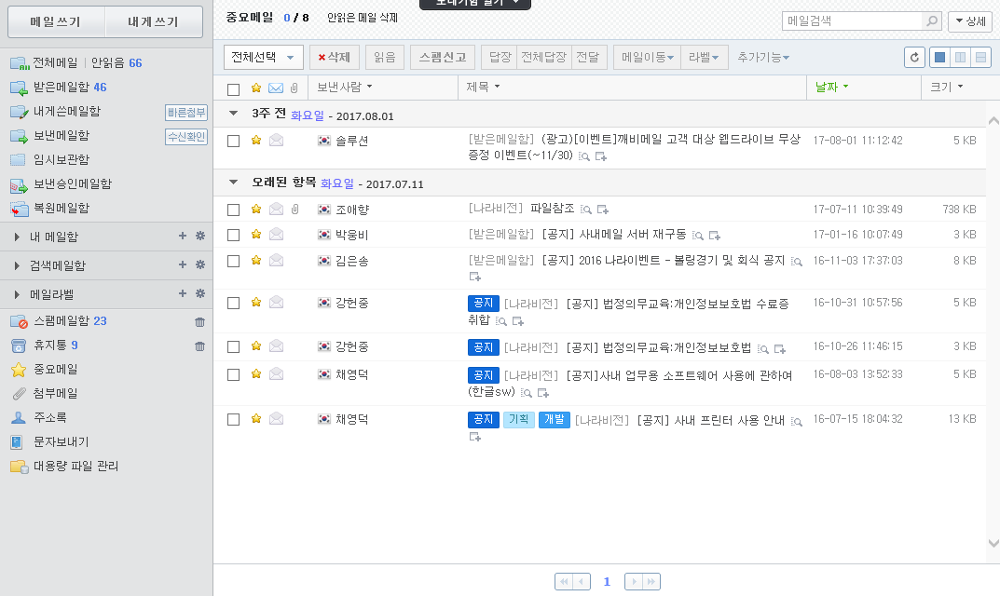 메일쓰기 내게쓰기
전체메일 | 안읽음 66
받은메일함 46
내게쓴메일함 빠른첨부
보낸메일함 수신확인
임시보관함
보낸승인메일함
복원메일함
내 메일함
검색메일함
메일라벨
스팸메일함 23
휴지통 9
중요메일
첨부메일
주소록
문자보내기
대용량 파일 관리
중요메일 0 / 8 안읽은 메일 삭제
메일검색 상세
전체선택 삭제 읽음 스팸신고 답장 전체답장 전달 메일이동 라벨 추가기능
보낸사람 제목 날짜 크기
3주 전 화요일 - 2017.08.01
솔루션 [받은메일함] (광고)[이벤트]깨비메일 고객 대상 웹드라이브 무상 17-08-01 11:12:42 5 KB
증정 이벤트(~11/30)
오래된 항목 화요일 - 2017.07.11
조애향 [나라비전] 파일참조 17-07-11 10:39:49 738 KB
박웅비 [받은메일함] [공지] 사내메일 서버 재구동 17-01-16 10:07:49 3 KB
김은송 [받은메일함] [공지] 2016 나라이벤트 - 볼링경기 및 회식 공지 16-11-03 17:37:03 8 KB
강현중 공지 [나라비전] [공지] 법정의무교육:개인정보보호법 수료증 16-10-31 10:57:56 5 KB
취합
강현중 공지 [나라비전] [공지] 법정의무교육:개인정보보호법 16-10-26 11:46:15 3 KB
채영덕 공지 [나라비전] [공지]사내 업무용 소프트웨어 사용에 관하여 16-08-03 13:52:33 5 KB
(한글sw)
채영덕 공지 기획 개발 [나라비전] [공지] 사내 프린터 사용 안내 16-07-15 18:04:32 13 KB
1